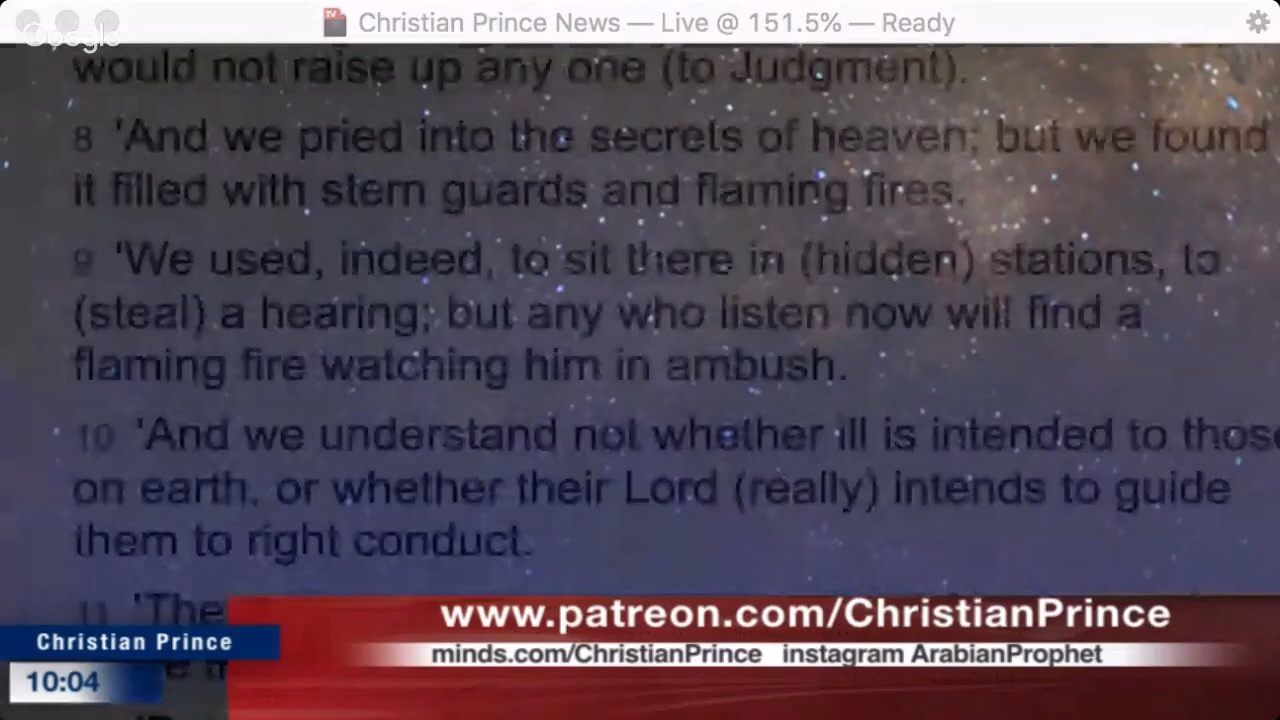 Christian Prince News — Live @ 151.5% — Ready
Google
would not raise up any one (to Judgment).
8 'And we pried into the secrets of heaven; but we found
it filled with stern guards and flaming fires.
9 'We used, indeed, to sit there in (hidden) stations, to
(steal) a hearing; but any who listen now will find a
flaming fire watching him in ambush.
10 'And we understand not whether ill is intended to those
on earth, or whether their Lord (really) intends to guide
them to right conduct.
11 'The
www.patreon.com/ChristianPrince
Christian Prince
minds.com/ChristianPrince instagram ArabianProphet
10:04